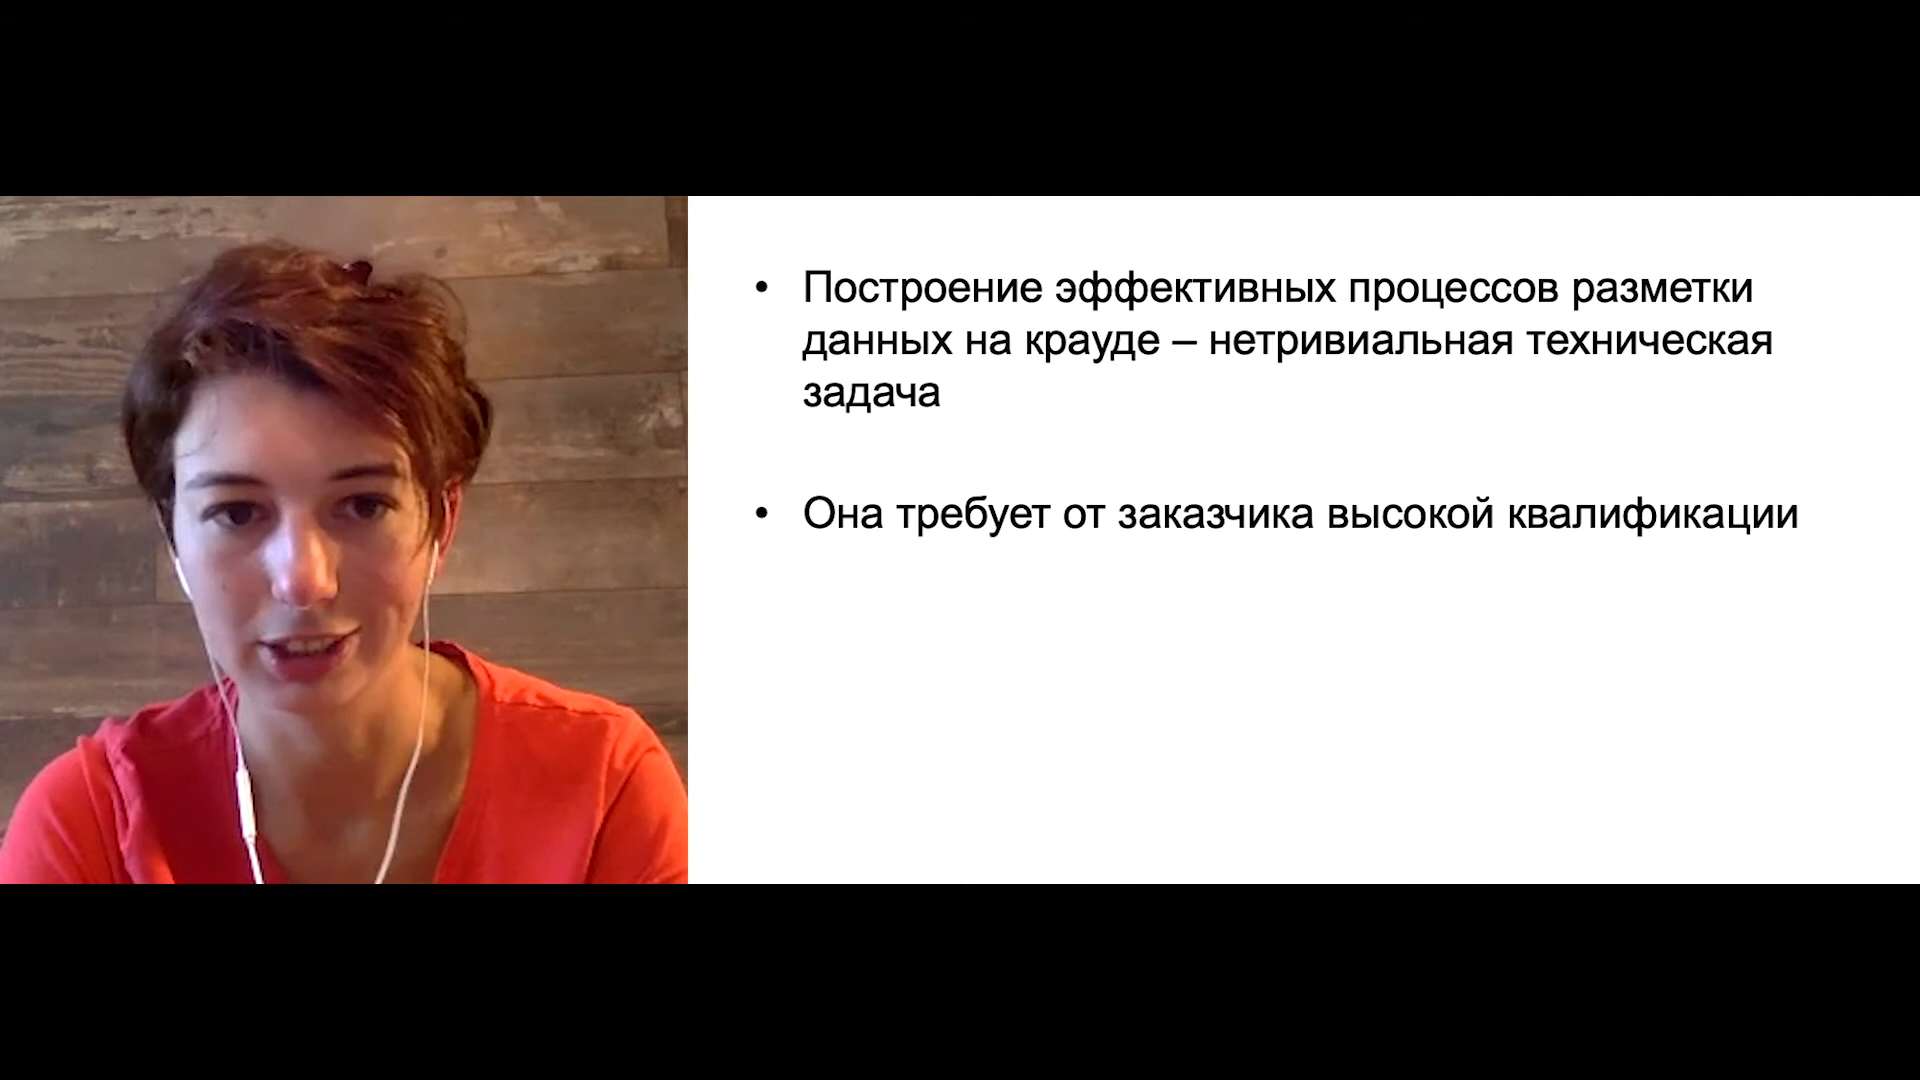 • Построение эффективных процессов разметки
данных на крауде – нетривиальная техническая
задача
• Она требует от заказчика высокой квалификации